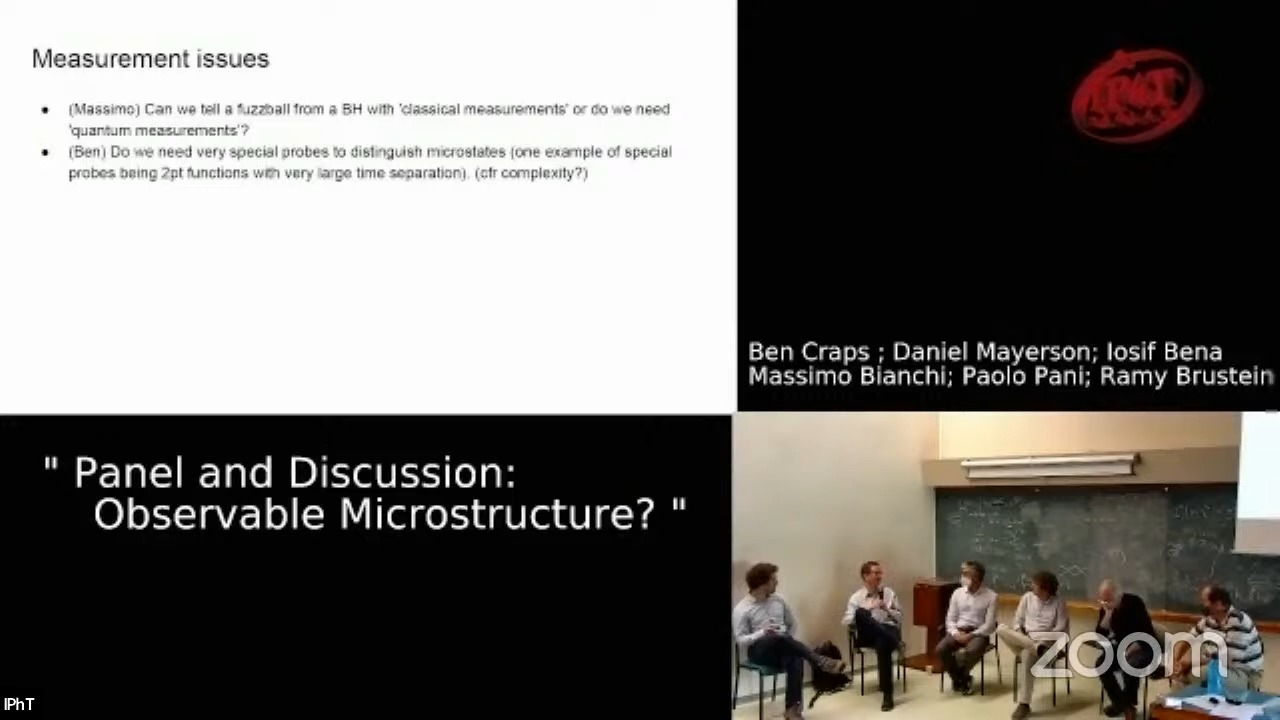 Measurement issues
(Massimo) Can we tell a fuzzball from a BH with 'classical measurements' or do we need
'quantum measurements'?
(Ben) Do we need very special probes to distinguish microstates (one example of special
probes being 2pt functions with very large time separation). (cfr complexity?)
Ben Craps ; Daniel Mayerson; Iosif Bena
Massimo Bianchi; Paolo Pani; Ramy Brustein
" Panel and Discussion:
Observable Microstructure? "
zoom
IPhT